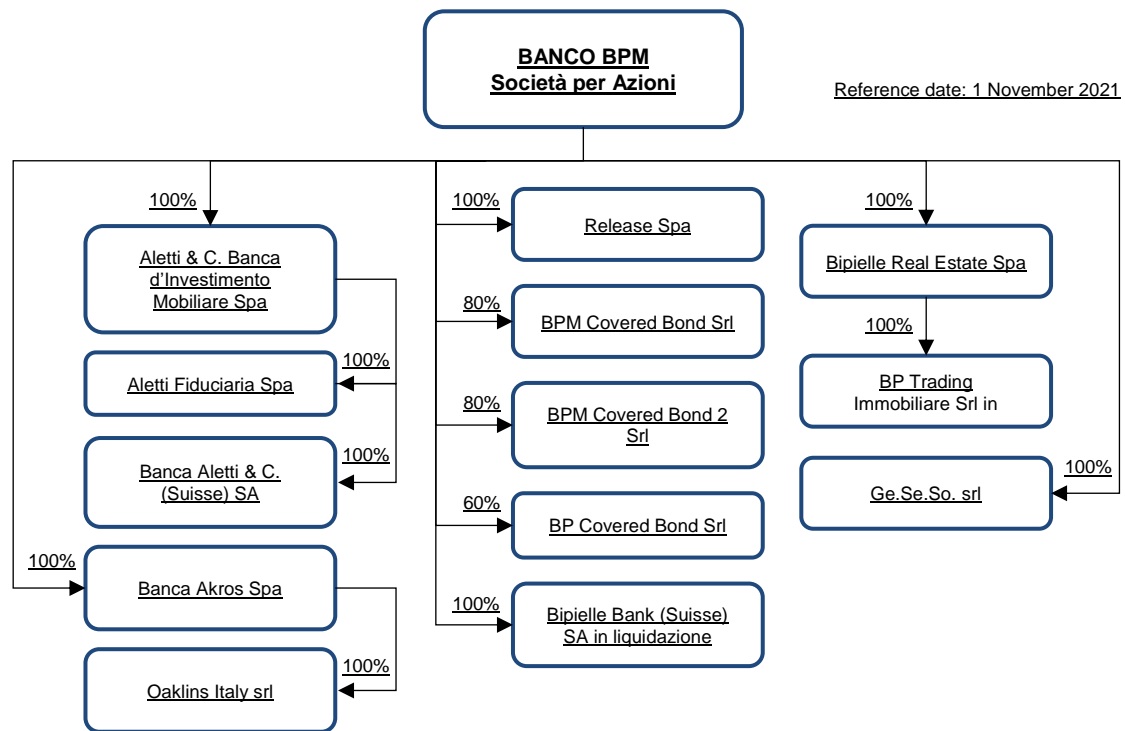 BANCO BPM
Società per Azioni
Reference date: 1 November 2021
100%
Aletti & C. Banca
d'Investimento
Mobiliare Spa
100%
Aletti Fiduciaria Spa
100%
Banca Aletti & C.
(Suisse) SA
100%
Banca Akros Spa
100%
Oaklins Italy srl
100%
Release Spa
80%
BPM Covered Bond Srl
80%
BPM Covered Bond 2
Srl
60%
BP Covered Bond Srl
100%
Bipielle Bank (Suisse)
SA in liquidazione
100%
Bipielle Real Estate Spa
100%
BP Trading
Immobiliare Srl in
100%
Ge.Se.So. srl